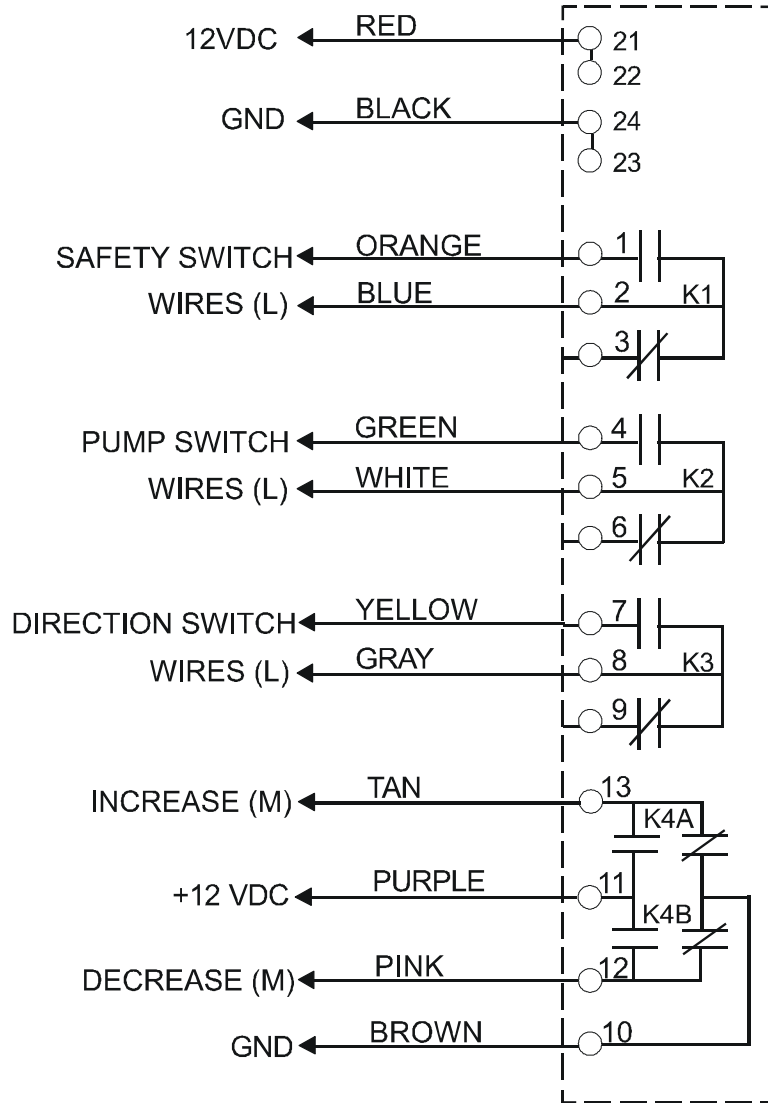 12VDC RED 21
22
GND BLACK 24
23
SAFETY SWITCH ORANGE 1
WIRES (L) BLUE 2 K1
3
PUMP SWITCH GREEN 4
WIRES (L) WHITE 5 K2
6
DIRECTION SWITCH YELLOW 7
WIRES (L) GRAY 8 K3
9
INCREASE (M) TAN 13
K4A
+12 VDC PURPLE 11
K4B
DECREASE (M) PINK 12
GND BROWN 10